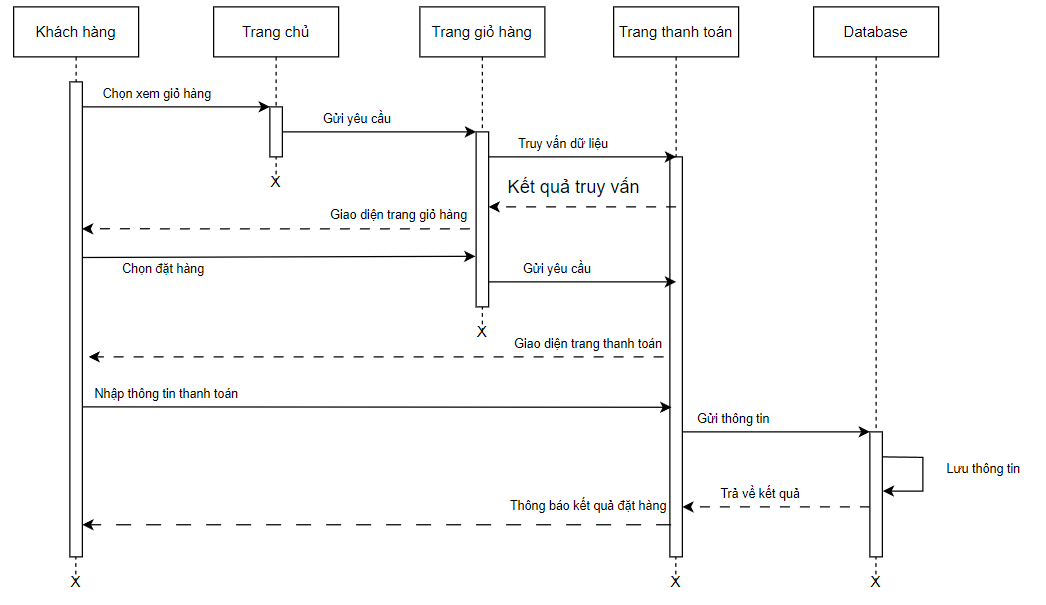 Khách hàng
Trang chủ
Trang giỏ hàng
Trang thanh toán
Database
Chọn xem giỏ hàng
Gửi yêu cầu
Truy vấn dữ liệu
Kết quả truy vấn
X
Giao diện trang giỏ hàng
Chọn đặt hàng
Gửi yêu cầu
X
Giao diện trang thanh toán
Nhập thông tin thanh toán
Gửi thông tin
Lưu thông tin
Trả về kết quả
Thông báo kết quả đặt hàng
X
X
X